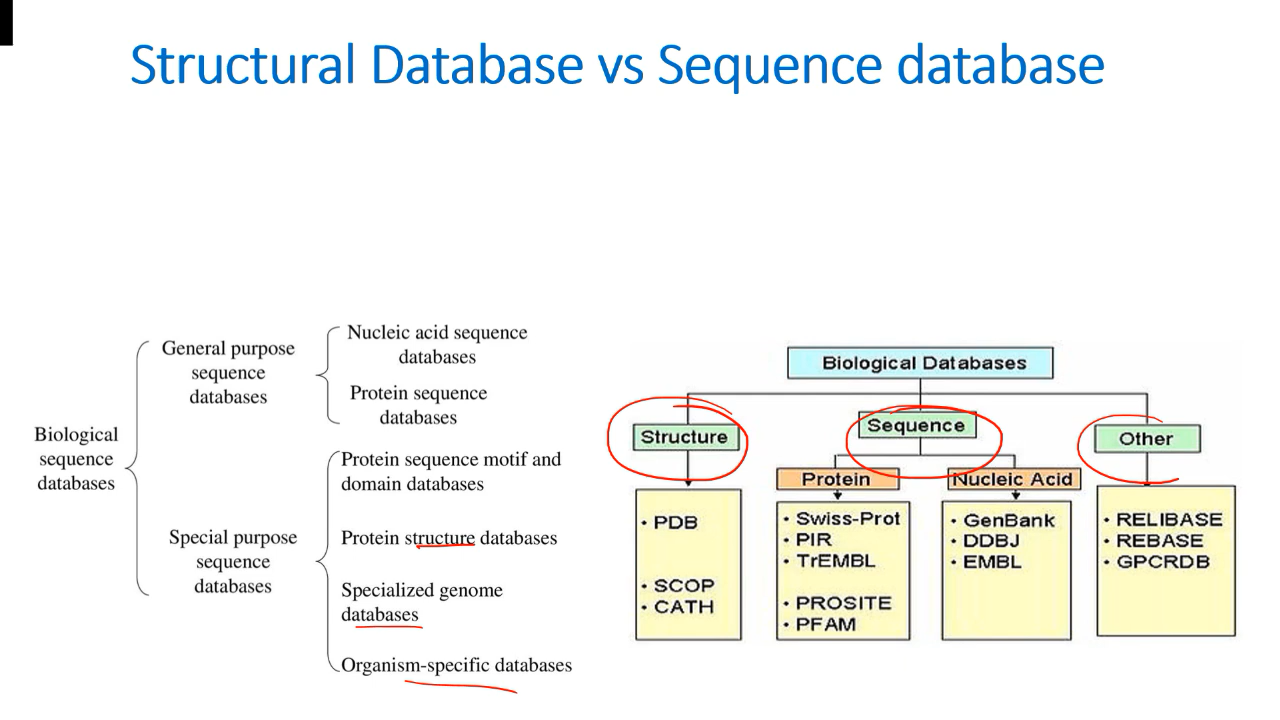 Structural Database vs Sequence database
Biological
sequence
databases
General purpose
sequence
databases
Nucleic acid sequence
databases
Protein sequence
databases
Special purpose
sequence
databases
Protein sequence motif and
domain databases
Protein structure databases
Specialized genome
databases
Organism-specific databases
Biological Databases
Structure
• PDB
• SCOP
• CATH
Sequence
Protein
• Swiss-Prot
• PIR
• TrEMBL
• PROSITE
• PFAM
Nucleic Acid
• GenBank
• DDBJ
• EMBL
Other
• RELIBASE
• REBASE
• GPCRDB